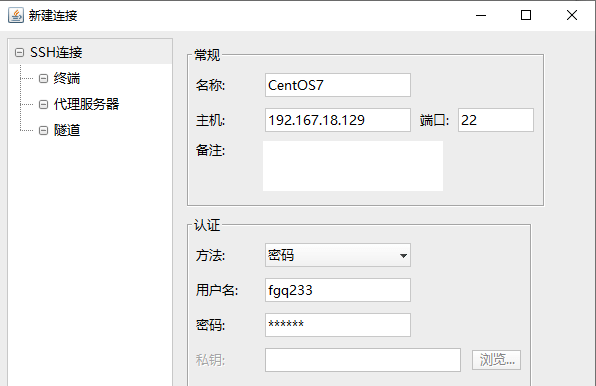 新建连接
SSH连接
终端
代理服务器
隧道
常规
名称: CentOS7
主机: 192.167.18.129 端口: 22
备注:
认证
方法: 密码
用户名: fgq233
密码: ******
私钥: 浏览...